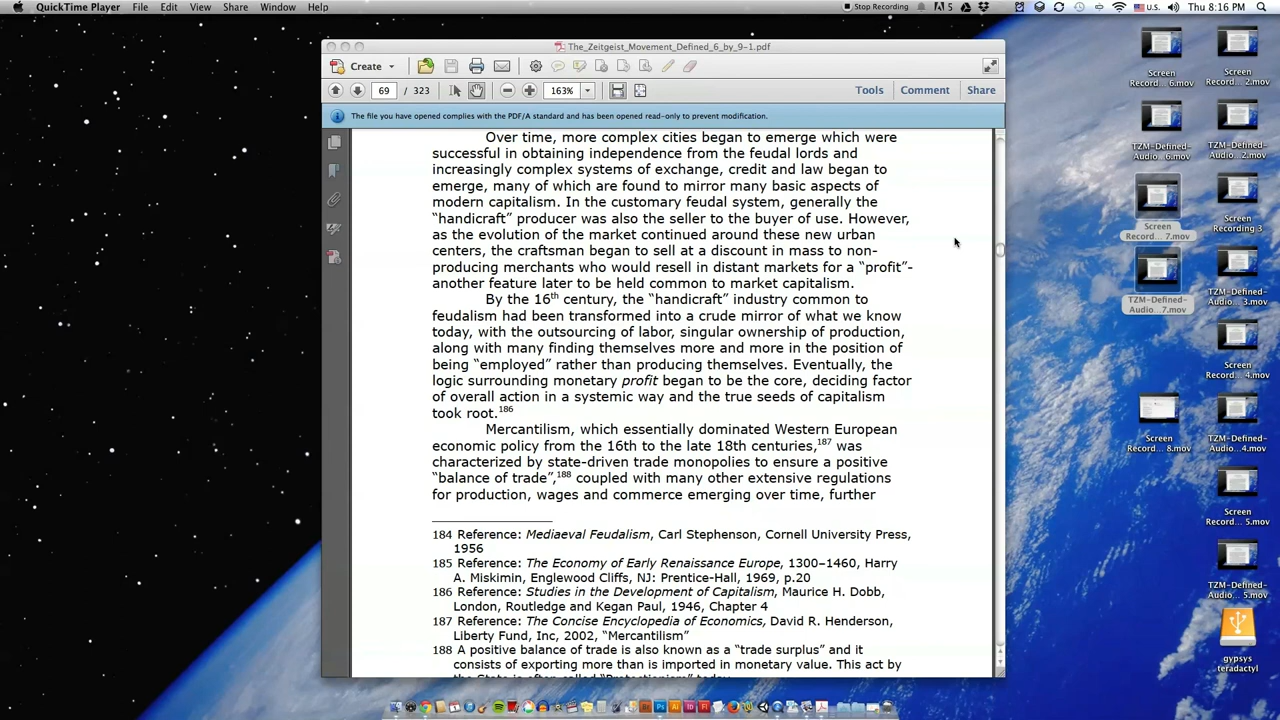 QuickTime Player File Edit View Share Window Help Stop Recording 5 U.S. Thu 8:16 PM
The_Zeitgeist_Movement_Defined_6_by_9-1.pdf
Create
69 / 323 163% Tools Comment Share
The file you have opened complies with the PDF/A standard and has been opened read-only to prevent modification.
Over time, more complex cities began to emerge which were
successful in obtaining independence from the feudal lords and
increasingly complex systems of exchange, credit and law began to
emerge, many of which are found to mirror many basic aspects of
modern capitalism. In the customary feudal system, generally the
“handicraft” producer was also the seller to the buyer of use. However,
as the evolution of the market continued around these new urban
centers, the craftsman began to sell at a discount in mass to non-
producing merchants who would resell in distant markets for a “profit”-
another feature later to be held common to market capitalism.
By the 16th century, the “handicraft” industry common to
feudalism had been transformed into a crude mirror of what we know
today, with the outsourcing of labor, singular ownership of production,
along with many finding themselves more and more in the position of
being “employed” rather than producing themselves. Eventually, the
logic surrounding monetary profit began to be the core, deciding factor
of overall action in a systemic way and the true seeds of capitalism
took root.186
Mercantilism, which essentially dominated Western European
economic policy from the 16th to the late 18th centuries,187 was
characterized by state-driven trade monopolies to ensure a positive
“balance of trade”,188 coupled with many other extensive regulations
for production, wages and commerce emerging over time, further
184 Reference: Mediaeval Feudalism, Carl Stephenson, Cornell University Press,
1956
185 Reference: The Economy of Early Renaissance Europe, 1300–1460, Harry
A. Miskimin, Englewood Cliffs, NJ: Prentice-Hall, 1969, p.20
186 Reference: Studies in the Development of Capitalism, Maurice H. Dobb,
London, Routledge and Kegan Paul, 1946, Chapter 4
187 Reference: The Concise Encyclopedia of Economics, David R. Henderson,
Liberty Fund, Inc, 2002, “Mercantilism”
188 A positive balance of trade is also known as a “trade surplus” and it
consists of exporting more than is imported in monetary value. This act by
Screen
Record... 6.mov
Screen
Record... 2.mov
TZM-Defined-
Audio... 6.mov
TZM-Defined-
Audio... 2.mov
Screen
Record... 7.mov
Screen
Recording 3
TZM-Defined-
Audio... 7.mov
TZM-Defined-
Audio... 3.mov
Screen
Record... 4.mov
Screen
Record... 8.mov
TZM-Defined-
Audio... 4.mov
Screen
Record... 5.mov
TZM-Defined-
Audio... 5.mov
gypsys
teradactyl